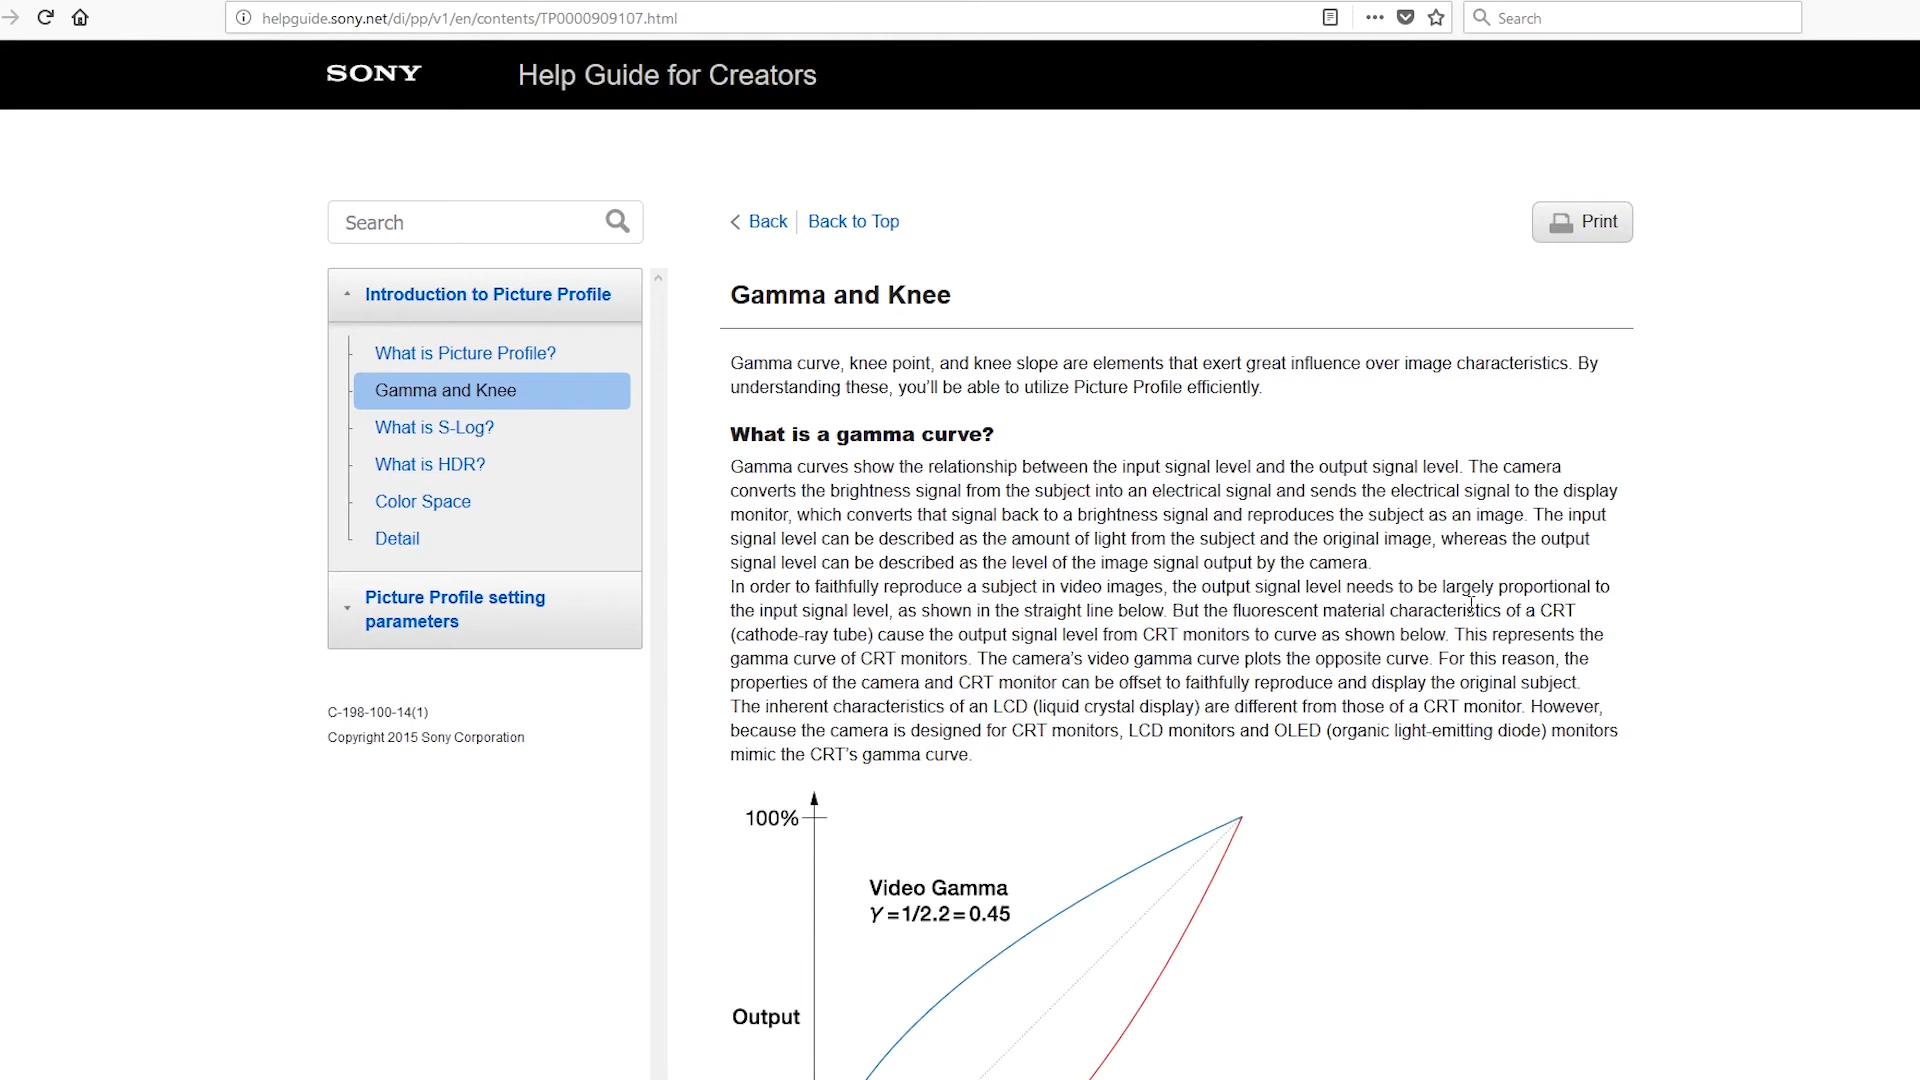 helpguide.sony.net/di/pp/v1/en/contents/TP0000909107.html
Search
SONY
Help Guide for Creators
Search
Back
Back to Top
Print
Introduction to Picture Profile
What is Picture Profile?
Gamma and Knee
What is S-Log?
What is HDR?
Color Space
Detail
Picture Profile setting
parameters
C-198-100-14(1)
Copyright 2015 Sony Corporation
Gamma and Knee
Gamma curve, knee point, and knee slope are elements that exert great influence over image characteristics. By
understanding these, you'll be able to utilize Picture Profile efficiently.
What is a gamma curve?
Gamma curves show the relationship between the input signal level and the output signal level. The camera
converts the brightness signal from the subject into an electrical signal and sends the electrical signal to the display
monitor, which converts that signal back to a brightness signal and reproduces the subject as an image. The input
signal level can be described as the amount of light from the subject and the original image, whereas the output
signal level can be described as the level of the image signal output by the camera.
In order to faithfully reproduce a subject in video images, the output signal level needs to be largely proportional to
the input signal level, as shown in the straight line below. But the fluorescent material characteristics of a CRT
(cathode-ray tube) cause the output signal level from CRT monitors to curve as shown below. This represents the
gamma curve of CRT monitors. The camera's video gamma curve plots the opposite curve. For this reason, the
properties of the camera and CRT monitor can be offset to faithfully reproduce and display the original subject.
The inherent characteristics of an LCD (liquid crystal display) are different from those of a CRT monitor. However,
because the camera is designed for CRT monitors, LCD monitors and OLED (organic light-emitting diode) monitors
mimic the CRT's gamma curve.
100%
Video Gamma
γ=1/2.2=0.45
Output